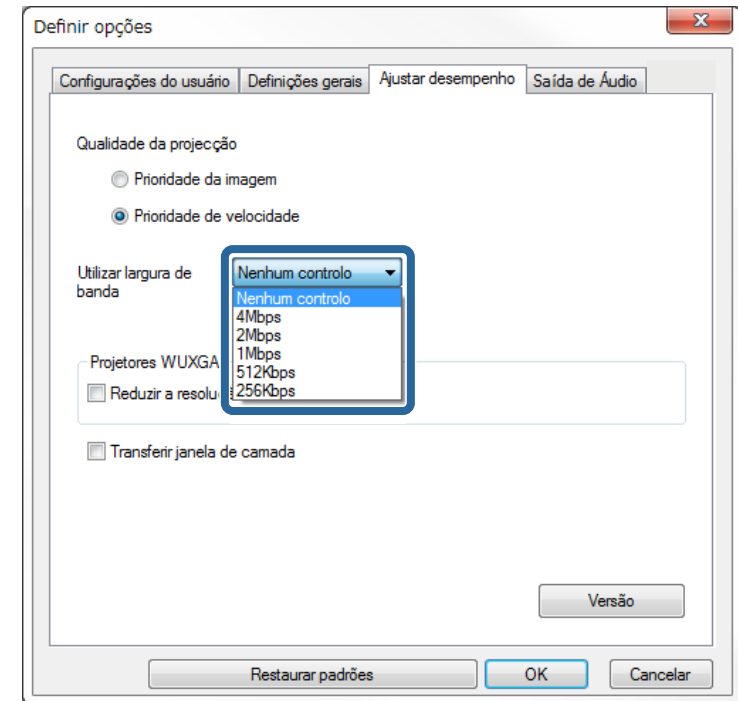 Definir opções
Configurações do usuário
Definições gerais
Ajustar desempenho
Saída de Áudio
Qualidade da projecção
Prioridade da imagem
Prioridade de velocidade
Utilizar largura de
banda
Nenhum controlo
Nenhum controlo
4Mbps
2Mbps
1Mbps
512Kbps
256Kbps
Projetores WUXGA
Reduzir a resolu
Transferir janela de camada
Versão
Restaurar padrões
OK
Cancelar